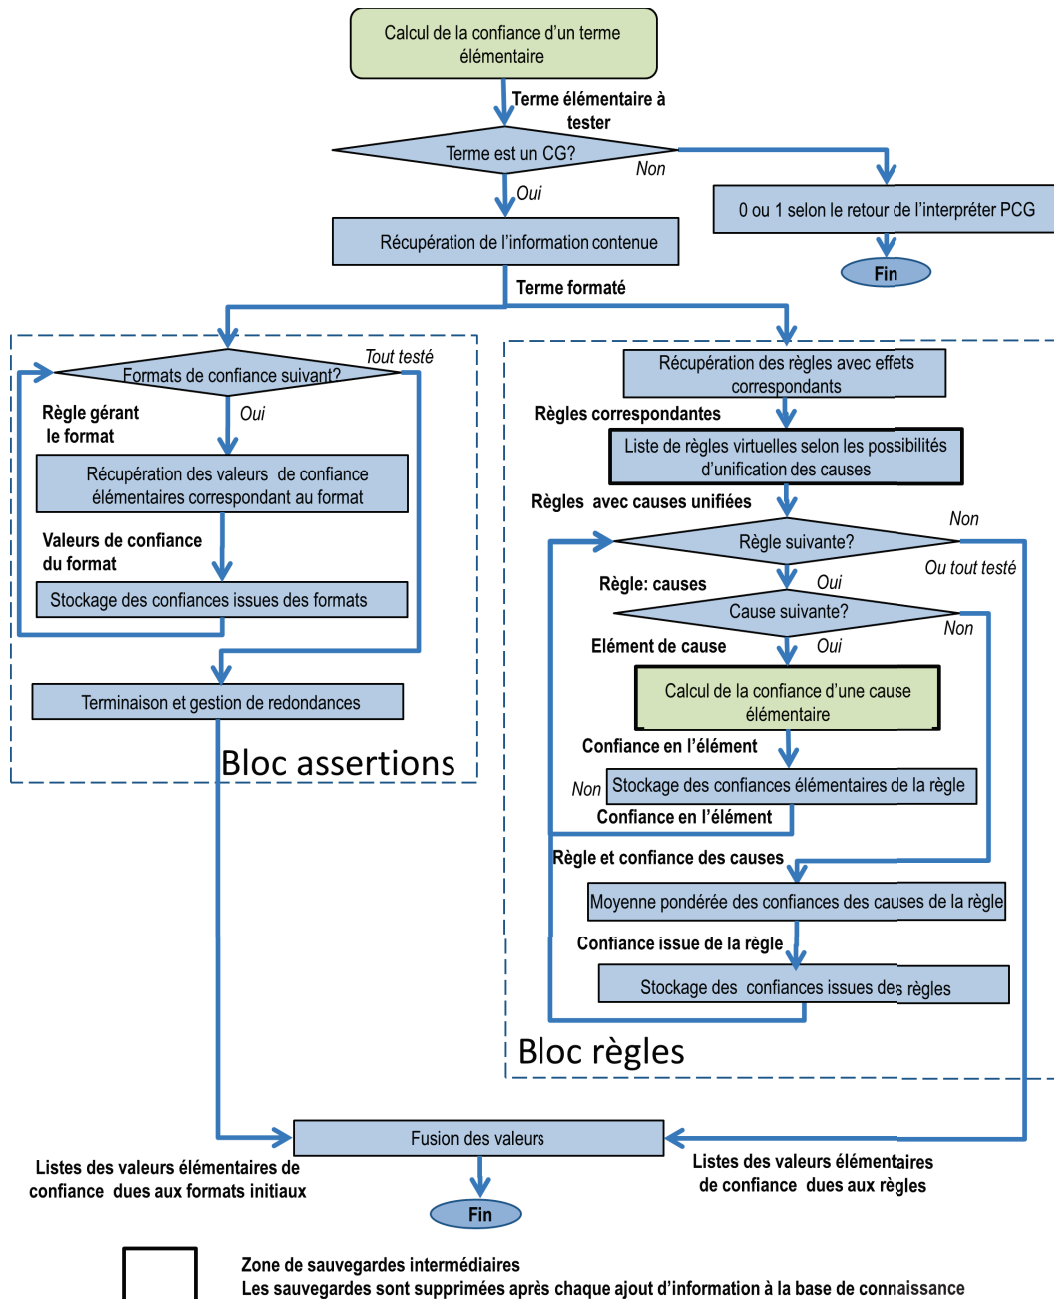 Calcul de la confiance d'un terme
élémentaire
Terme élémentaire à
tester
Terme est un CG?
Non
Oui
0 ou 1 selon le retour de l'interpréter PCG
Récupération de l'information contenue
Fin
Terme formaté
Tout testé
Formats de confiance suivant?
Règle gérant
le format
Oui
Récupération des valeurs de confiance
élémentaires correspondant au format
Valeurs de confiance
du format
Stockage des confiances issues des formats
Terminaison et gestion de redondances
Bloc assertions
Récupération des règles avec effets
correspondants
Règles correspondantes
Liste de règles virtuelles selon les possibilités
d'unification des causes
Règles avec causes unifiées
Non
Règle suivante?
Ou tout testé
Règle: causes
Oui
Cause suivante?
Non
Elément de cause
Oui
Calcul de la confiance d'une cause
élémentaire
Confiance en l'élément
Non
Stockage des confiances élémentaires de la règle
Confiance en l'élément
Règle et confiance des causes
Moyenne pondérée des confiances des causes de la règle
Confiance issue de la règle
Stockage des confiances issues des règles
Bloc règles
Fusion des valeurs
Listes des valeurs élémentaires de
confiance dues aux formats initiaux
Listes des valeurs élémentaires
de confiance dues aux règles
Fin
Zone de sauvegardes intermédiaires
Les sauvegardes sont supprimées après chaque ajout d'information à la base de connaissance